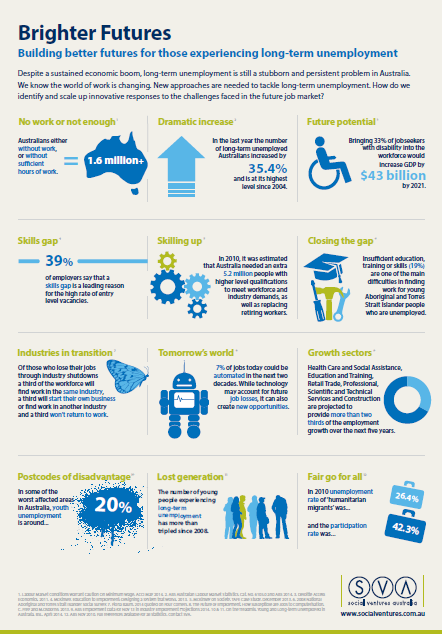 Brighter Futures
Building better futures for those experiencing long-term unemployment
Despite a sustained economic boom, long-term unemployment is still a stubborn and persistent problem in Australia.
We know the world of work is changing. New approaches are needed to tackle long-term unemployment. How do we
identify and scale up innovative responses to the challenges faced in the future job market?
No work or not enough
Australians either
without work,
or without
sufficient
hours of work.
=
1.6 million+
Dramatic increase
In the last year the number
of long-term unemployed
Australians increased by
35.4%
and is at its highest
level since 2004.
Future potential
Bringing 33% of jobseekers
with disability into the
workforce would
increase GDP by
$43 billion
by 2021.
Skills gap
39%
of employers say that a
skills gap is a leading reason
for the high rate of entry
level vacancies.
Skilling up
In 2010, it was estimated
that Australia needed an extra
5.2 million people with
higher level qualifications
to meet workforce and
industry demands, as
well as replacing
retiring workers.
Closing the gap
Insufficient education,
training or skills (19%)
are one of the main
difficulties in finding
work for young
Aboriginal and Torres
Strait Islander people
who are unemployed.
Industries in transition
Of those who lose their jobs
through industry shutdowns
a third of the workforce will
find work in the same industry,
a third will start their own business
or find work in another industry
and a third won't return to work.
Tomorrow's world
7% of jobs today could be
automated in the next two
decades. While technology
may account for future
job losses, it can also
create new opportunities.
Growth sectors
Health Care and Social Assistance,
Education and Training,
Retail Trade, Professional,
Scientific and Technical
Services and Construction
are projected to
provide more than two
thirds of the employment
growth over the next five years.
Postcodes of disadvantage
In some of the
worst affected areas
in Australia, youth
unemployment
is around...
20%
Lost generation
The number of young
people experiencing
long-term
unemployment
has more than
tripled since 2008.
Fair go for all
In 2010 unemployment
rate of 'humanitarian
migrants' was...
26.4%
and the participation
rate was...
42.3%
SVA
social ventures australia
www.socialventures.com.au